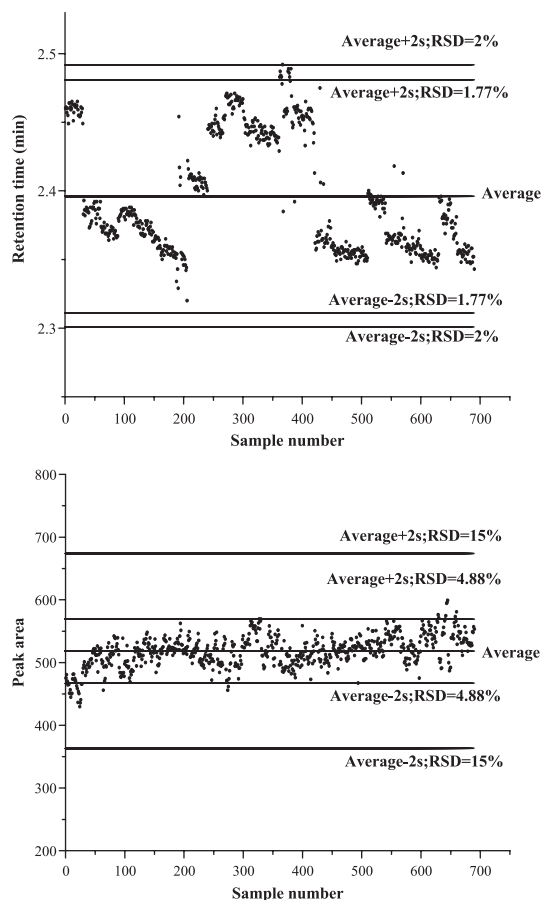 Average+2s;RSD=2%
2.5
Average+2s;RSD=1.77%
Retention time (min)
2.4
Average
Average-2s;RSD=1.77%
2.3
Average-2s;RSD=2%
0 100 200 300 400 500 600 700
Sample number
800
700
Average+2s;RSD=15%
Average+2s;RSD=4.88%
600
Peak area
Average
500
Average-2s;RSD=4.88%
400
Average-2s;RSD=15%
300
200
0 100 200 300 400 500 600 700
Sample number